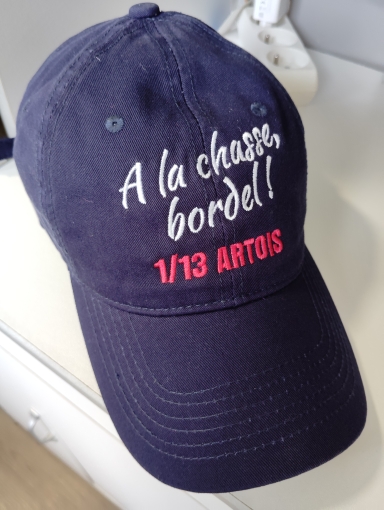 A la chasse,
bordel !
1/13 ARTOIS